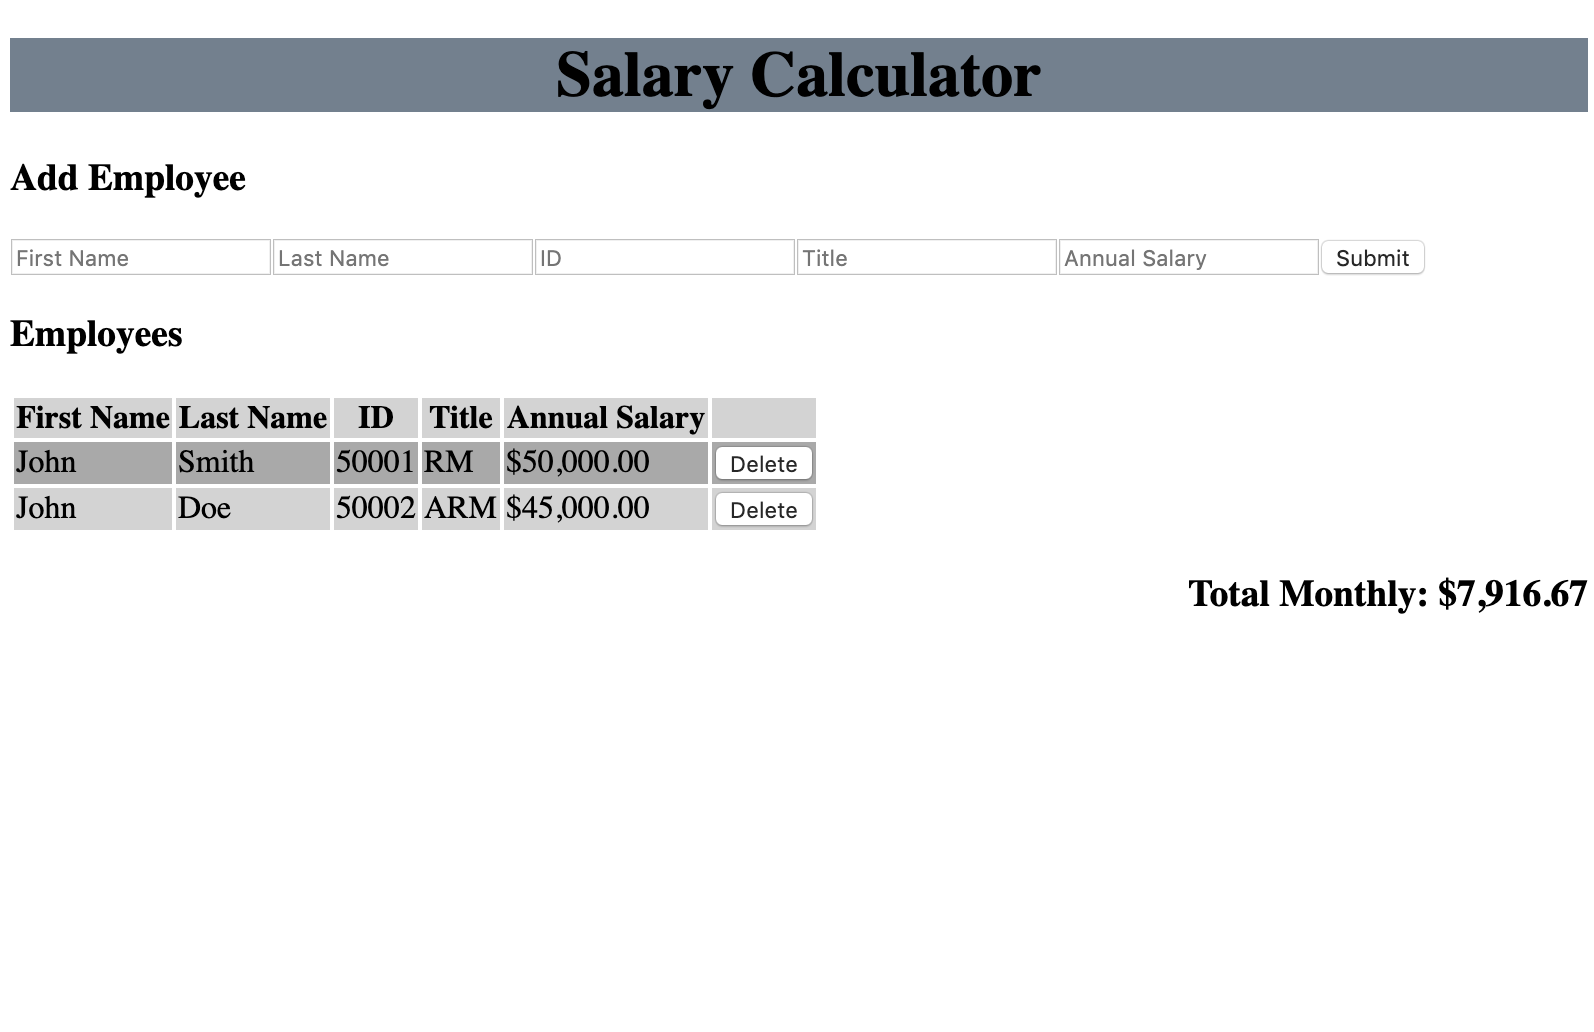 Salary Calculator
Add Employee
First Name Last Name ID Title Annual Salary Submit
Employees
First Name Last Name ID Title Annual Salary
John Smith 50001 RM $50,000.00 Delete
John Doe 50002 ARM $45,000.00 Delete
Total Monthly: $7,916.67